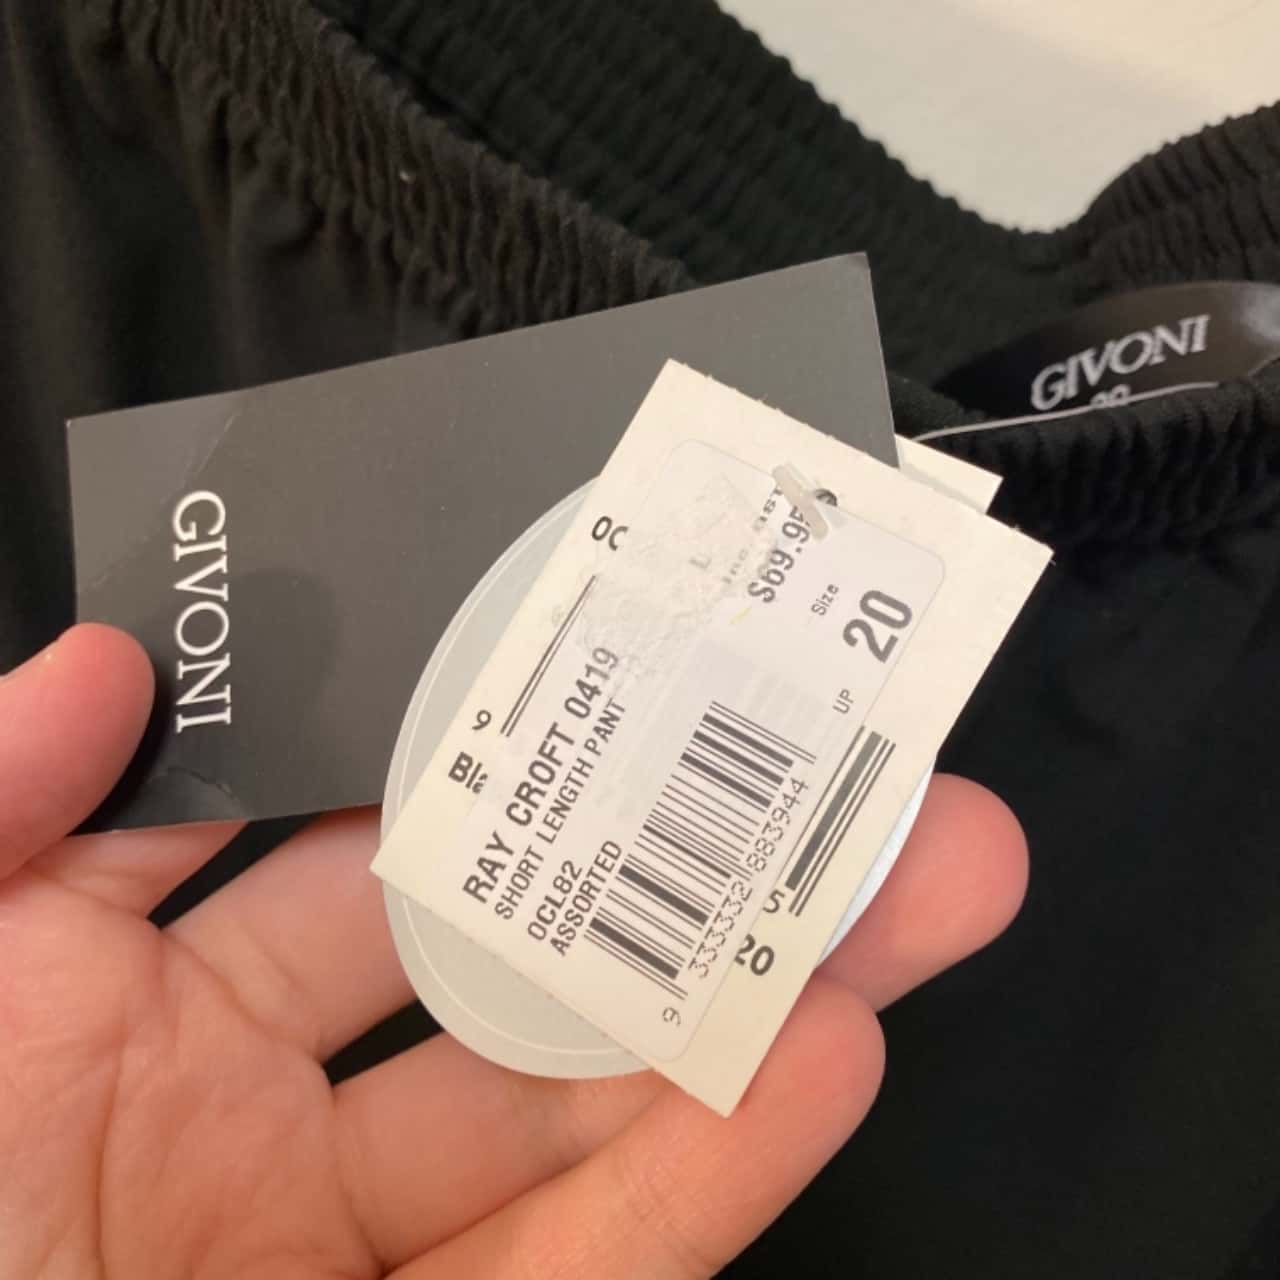 GIVONI
GIVONI
$69.95
Size
20
UP
RAY CROFT 0419
SHORT LENGTH PANT
OCL82
ASSORTED
9 333332 883944
9
S
20